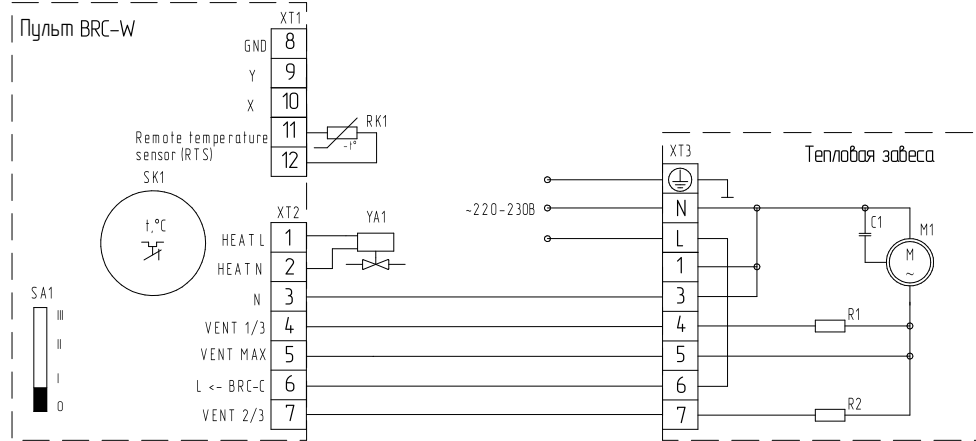 Пульт BRC-W
XT1
GND 8
Y 9
X 10
Remote temperature 11
sensor (RTS) 12
RK1
-t°
SK1
t,°C
XT2
HEAT L 1
HEAT N 2
N 3
VENT 1/3 4
VENT MAX 5
L <- BRC-C 6
VENT 2/3 7
YA1
SA1
III
II
I
0
~220-230В
XT3
Тепловая завеса
N
L
1
3
4
5
6
7
C1
M1
M
~
R1
R2